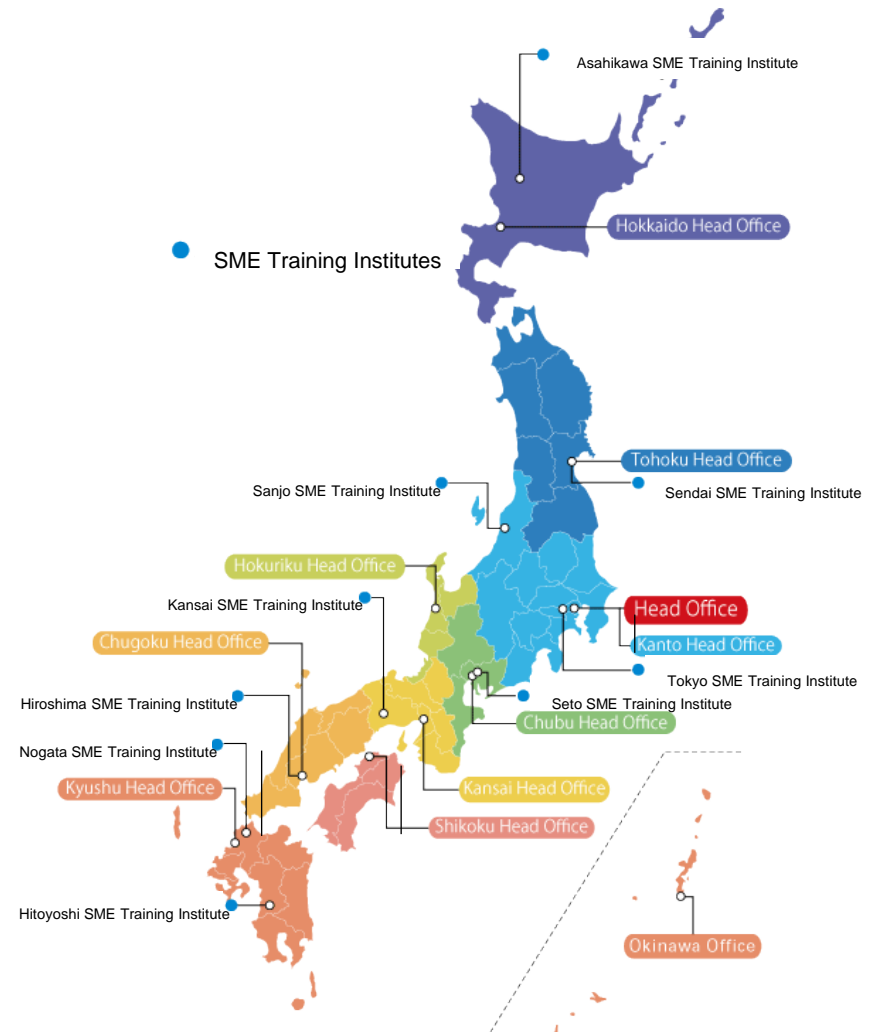 Asahikawa SME Training Institute
Hokkaido Head Office
SME Training Institutes
Tohoku Head Office
Sanjo SME Training Institute
Sendai SME Training Institute
Hokuriku Head Office
Kansai SME Training Institute
Head Office
Chugoku Head Office
Kanto Head Office
Tokyo SME Training Institute
Hiroshima SME Training Institute
Seto SME Training Institute
Chubu Head Office
Nogata SME Training Institute
Kyushu Head Office
Kansai Head Office
Shikoku Head Office
Hitoyoshi SME Training Institute
Okinawa Office